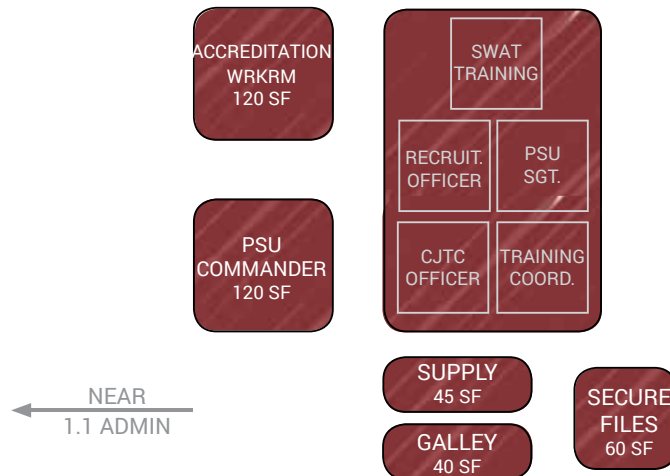 ACCREDITATION
WRKRM
120 SF
SWAT
TRAINING
RECRUIT.
OFFICER
PSU
SGT.
PSU
COMMANDER
120 SF
CJTC
OFFICER
TRAINING
COORD.
NEAR
1.1 ADMIN
SUPPLY
45 SF
GALLEY
40 SF
SECURE
FILES
60 SF